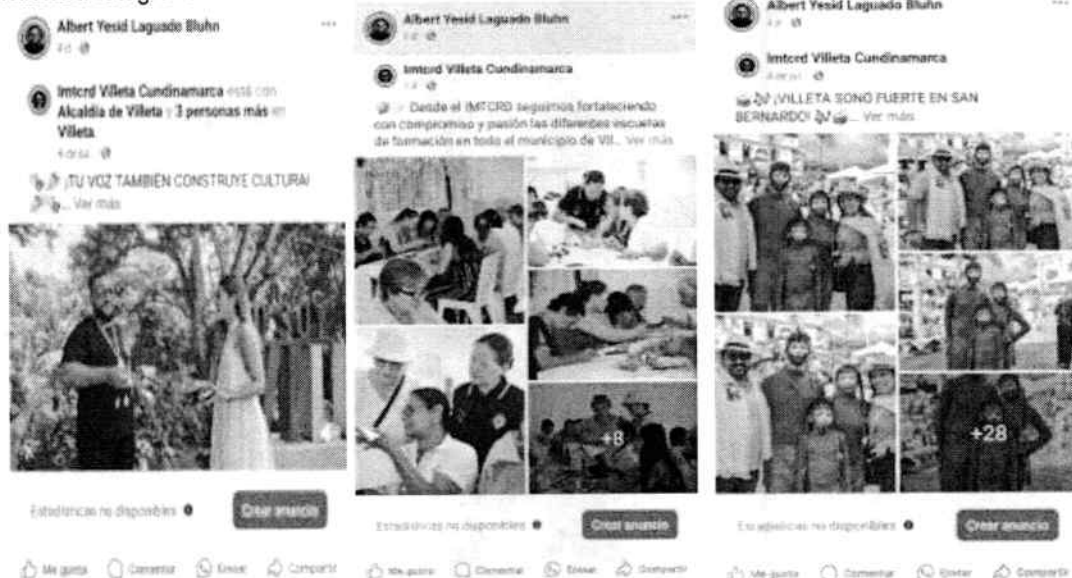 Albert Yesid Laguado Bluhn
4 d
Imtcrd Villeta Cundinamarca está con
Alcaldía de Villeta y 3 personas más en
Villeta
¡TU VOZ TAMBIÉN CONSTRUYE CULTURA!
... Ver más
Estadísticas no disponibles
Crear anuncio
Me gusta Comentar Enviar Compartir
Albert Yesid Laguado Bluhn
Imtcrd Villeta Cundinamarca
Desde el IMTCRD seguimos fortaleciendo
con compromiso y pasión las diferentes escuelas
de formación en todo el municipio de Vil... Ver más
+8
Estadísticas no disponibles
Crear anuncio
Me gusta Comentar Enviar Compartir
Albert Yesid Laguado Bluhn
Imtcrd Villeta Cundinamarca
¡VILLETA SONÓ FUERTE EN SAN
BERNARDO! ... Ver más
+28
Estadísticas no disponibles
Crear anuncio
Me gusta Comentar Enviar Compartir